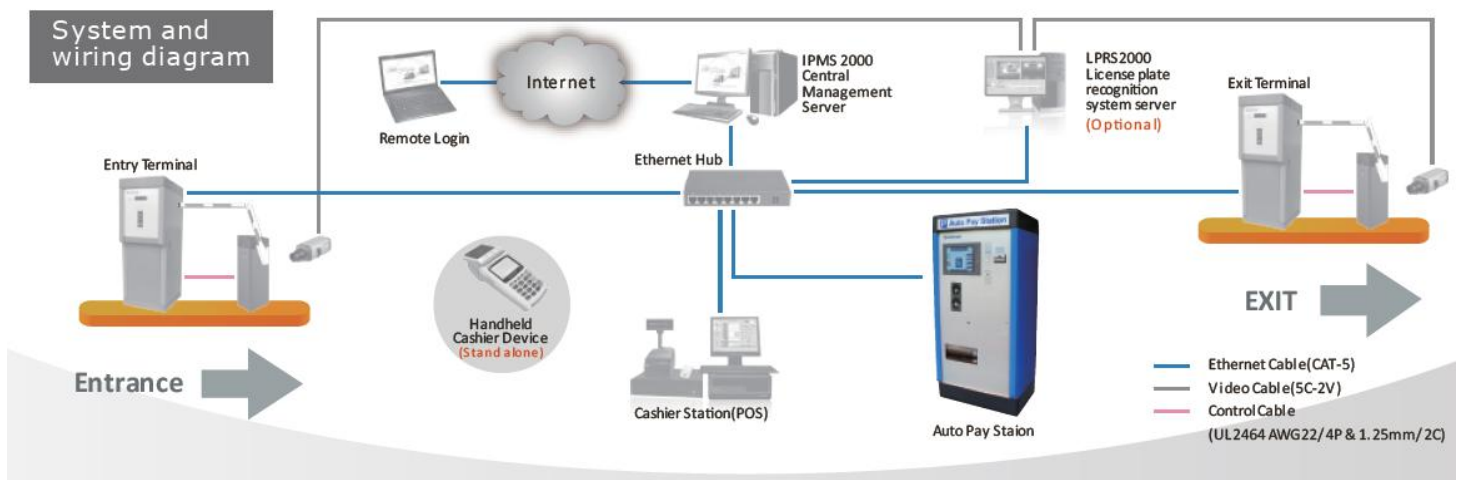 System and
wiring diagram
Internet
Remote Login
IPMS 2000
Central
Management
Server
LPRS2000
License plate
recognition
system server
(Optional)
Exit Terminal
Entry Terminal
Ethernet Hub
Auto Pay Station
Handheld
Cashier Device
(Stand alone)
Cashier Station(POS)
Auto Pay Staion
Entrance
EXIT
Ethernet Cable(CAT-5)
Video Cable(5C-2V)
Control Cable
(UL2464 AWG22/4P & 1.25mm/2C)